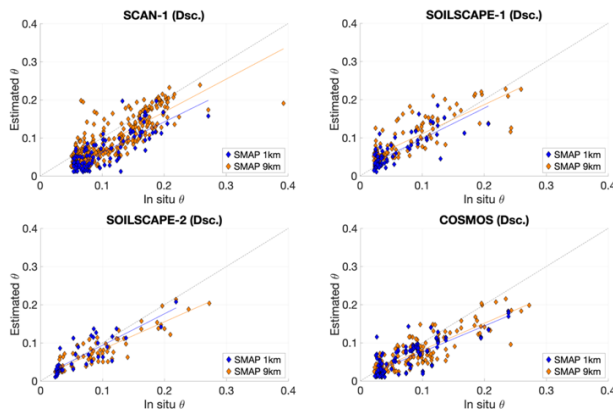 SCAN-1 (Dsc.)
Estimated θ
0.4
0.3
0.2
0.1
0
0 0.1 0.2 0.3 0.4
In situ θ
SMAP 1km
SMAP 9km
SOILSCAPE-1 (Dsc.)
Estimated θ
0.4
0.3
0.2
0.1
0
0 0.1 0.2 0.3 0.4
In situ θ
SMAP 1km
SMAP 9km
SOILSCAPE-2 (Dsc.)
Estimated θ
0.4
0.3
0.2
0.1
0
0 0.1 0.2 0.3 0.4
In situ θ
SMAP 1km
SMAP 9km
COSMOS (Dsc.)
Estimated θ
0.4
0.3
0.2
0.1
0
0 0.1 0.2 0.3 0.4
In situ θ
SMAP 1km
SMAP 9km